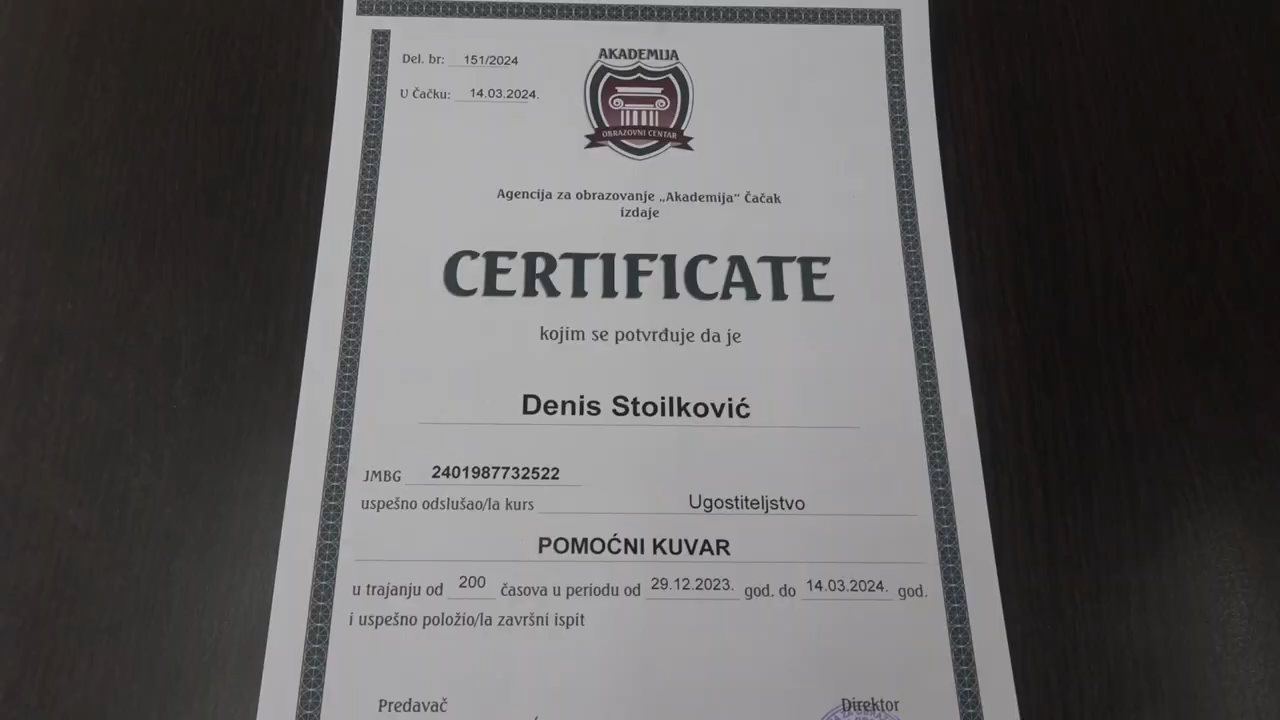 Del. br: 151/2024
U Čačku: 14.03.2024.
AKADEMIJA
OBRAZOVNI CENTAR
Agencija za obrazovanje „Akademija“ Čačak
izdaje
CERTIFICATE
kojim se potvrđuje da je
Denis Stoilković
JMBG 2401987732522
uspešno odslušao/la kurs Ugostiteljstvo
POMOĆNI KUVAR
u trajanju od 200 časova u periodu od 29.12.2023. god. do 14.03.2024. god.
i uspešno položio/la završni ispit
Predavač
Direktor